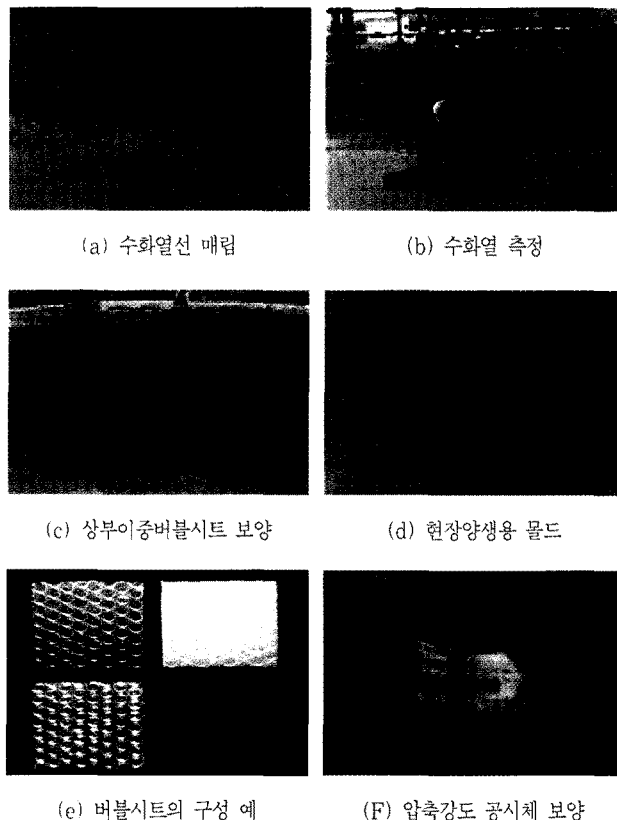 (a) 수화열선 매립
(b) 수화열 측정
(c) 상부이중버블시트 보양
(d) 현장양생용 몰드
(e) 버블시트의 구성 예
(F) 압축강도 공시체 보양